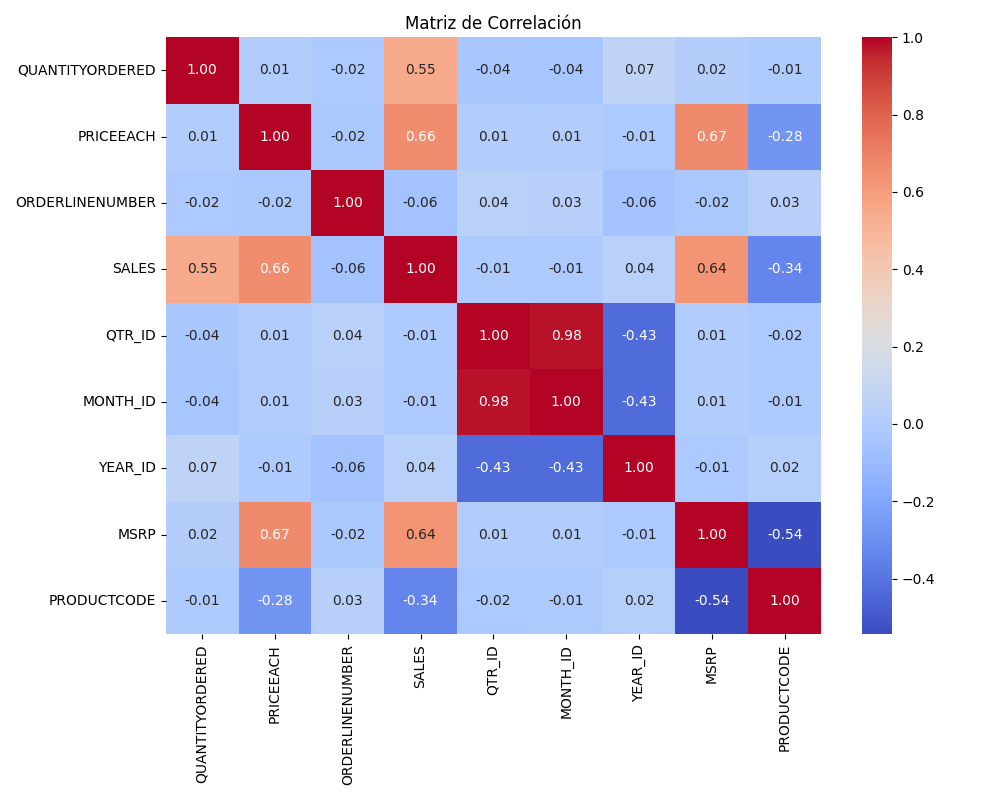 Matriz de Correlación
QUANTITYORDERED 1.00 0.01 -0.02 0.55 -0.04 -0.04 0.07 0.02 -0.01
PRICEEACH 0.01 1.00 -0.02 0.66 0.01 0.01 -0.01 0.67 -0.28
ORDERLINENUMBER -0.02 -0.02 1.00 -0.06 0.04 0.03 -0.06 -0.02 0.03
SALES 0.55 0.66 -0.06 1.00 -0.01 -0.01 0.04 0.64 -0.34
QTR_ID -0.04 0.01 0.04 -0.01 1.00 0.98 -0.43 0.01 -0.02
MONTH_ID -0.04 0.01 0.03 -0.01 0.98 1.00 -0.43 0.01 -0.01
YEAR_ID 0.07 -0.01 -0.06 0.04 -0.43 -0.43 1.00 -0.01 0.02
MSRP 0.02 0.67 -0.02 0.64 0.01 0.01 -0.01 1.00 -0.54
PRODUCTCODE -0.01 -0.28 0.03 -0.34 -0.02 -0.01 0.02 -0.54 1.00
QUANTITYORDERED
PRICEEACH
ORDERLINENUMBER
SALES
QTR_ID
MONTH_ID
YEAR_ID
MSRP
PRODUCTCODE
1.0
0.8
0.6
0.4
0.2
0.0
−0.2
−0.4